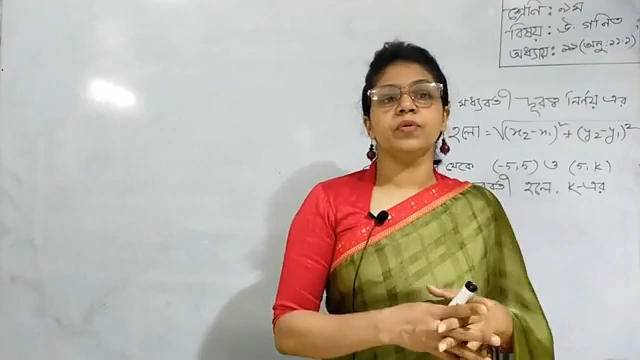 শ্রেণি: ৯ম
বিষয়: উ: গণিত
অধ্যায়: ১১ (অনু: ১১.১)
মধ্যবর্তী দূরত্ব নির্ণয় এর
হলো = √(x₂-x₁)²+(y₂-y₁)²
থেকে (-5,5) ও (5,k)
হলে, k-এর